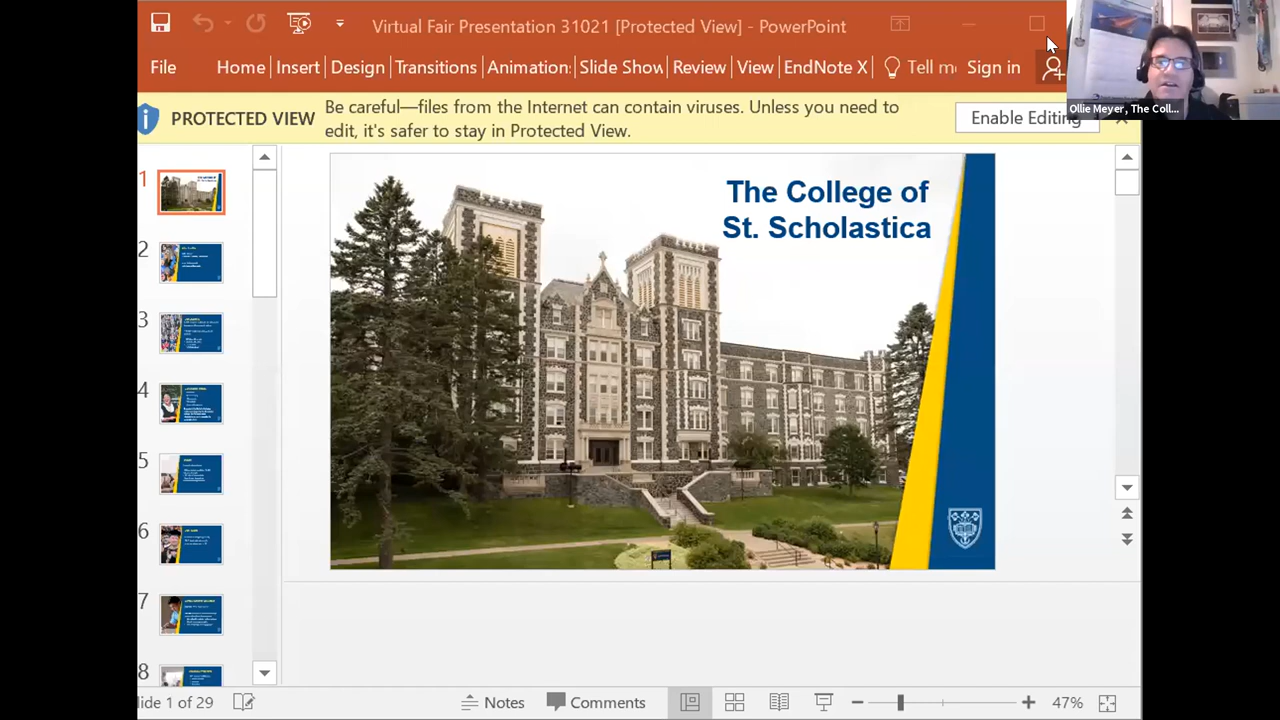 Virtual Fair Presentation 31021 [Protected View] - PowerPoint
File Home Insert Design Transitions Animation: Slide Show Review View EndNote X Tell m Sign in
PROTECTED VIEW
Be careful—files from the Internet can contain viruses. Unless you need to
edit, it's safer to stay in Protected View.
Enable Editing
Ollie Meyer, The Coll...
1
2
3
4
5
6
7
8
The College of
St. Scholastica
lide 1 of 29
Notes
Comments
47%